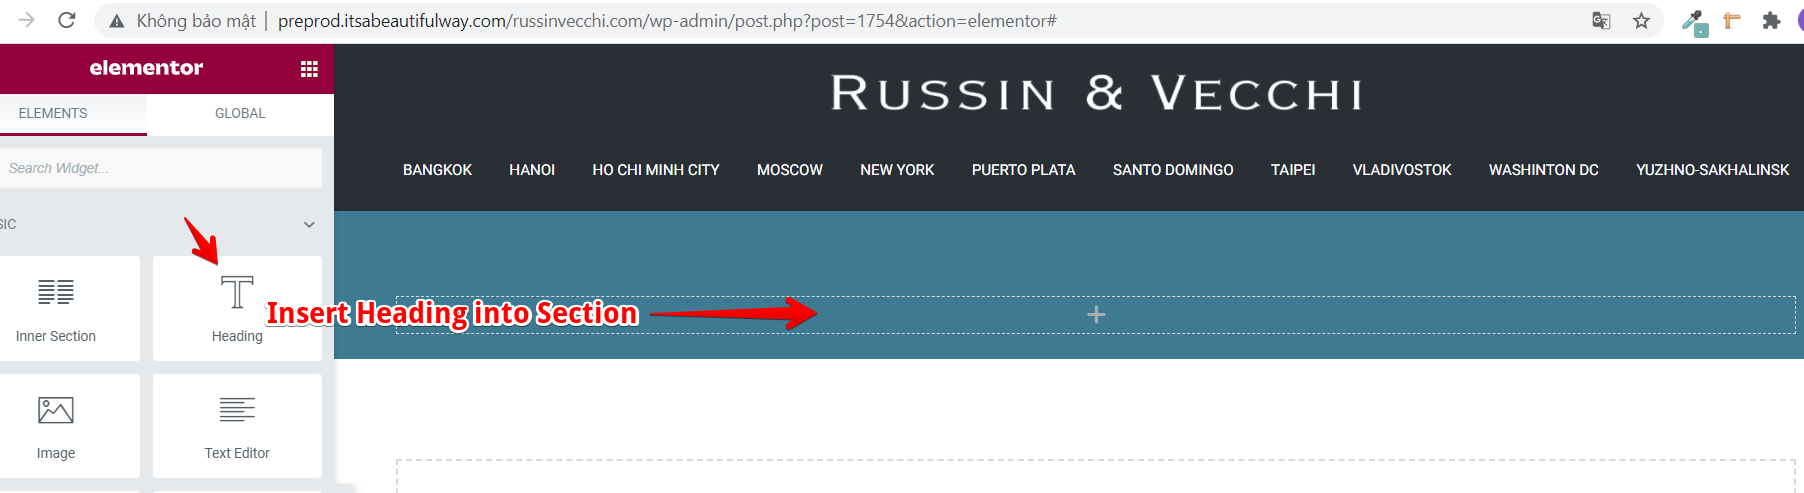 Không bảo mật | preprod.itsabeautifulway.com/russinvecchi.com/wp-admin/post.php?post=1754&action=elementor#
elementor
ELEMENTS GLOBAL
Search Widget...
SIC
Inner Section
Heading
Image
Text Editor
RUSSIN & VECCHI
BANGKOK HANOI HO CHI MINH CITY MOSCOW NEW YORK PUERTO PLATA SANTO DOMINGO TAIPEI VLADIVOSTOK WASHINTON DC YUZHNO-SAKHALINSK
Insert Heading into Section